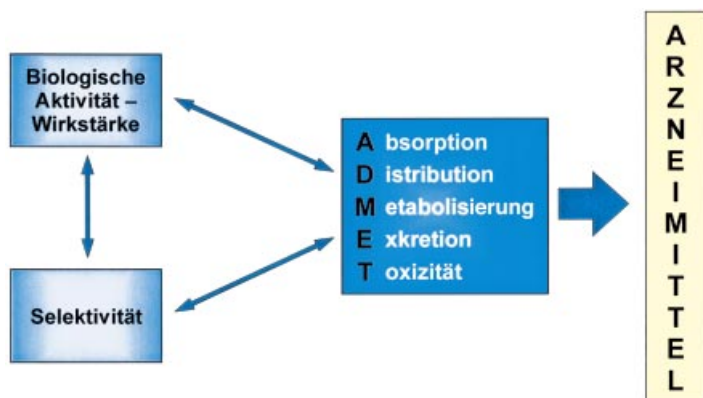 Biologische
Aktivität –
Wirkstärke
Selektivität
A bsorption
D istribution
M etabolisierung
E xkretion
T oxizität
A
R
Z
N
E
I
M
I
T
T
E
L